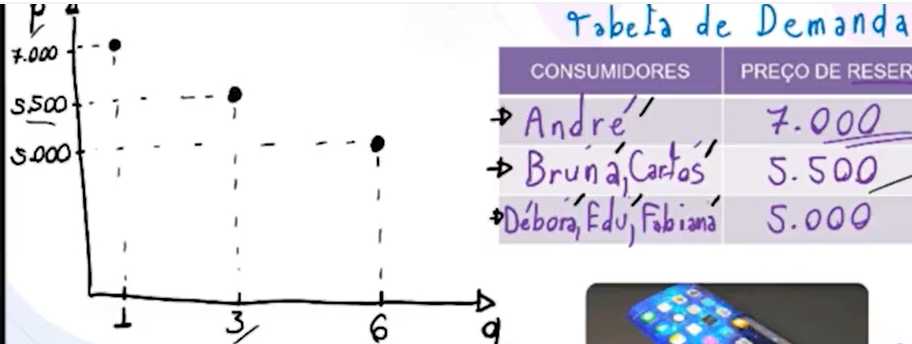 P
7.000
5.500
5.000
1 3 6 q
Tabela de Demanda
CONSUMIDORES PREÇO DE RESER
André 7.000
Bruna, Carlos 5.500
Débora, Edu, Fabiana 5.000